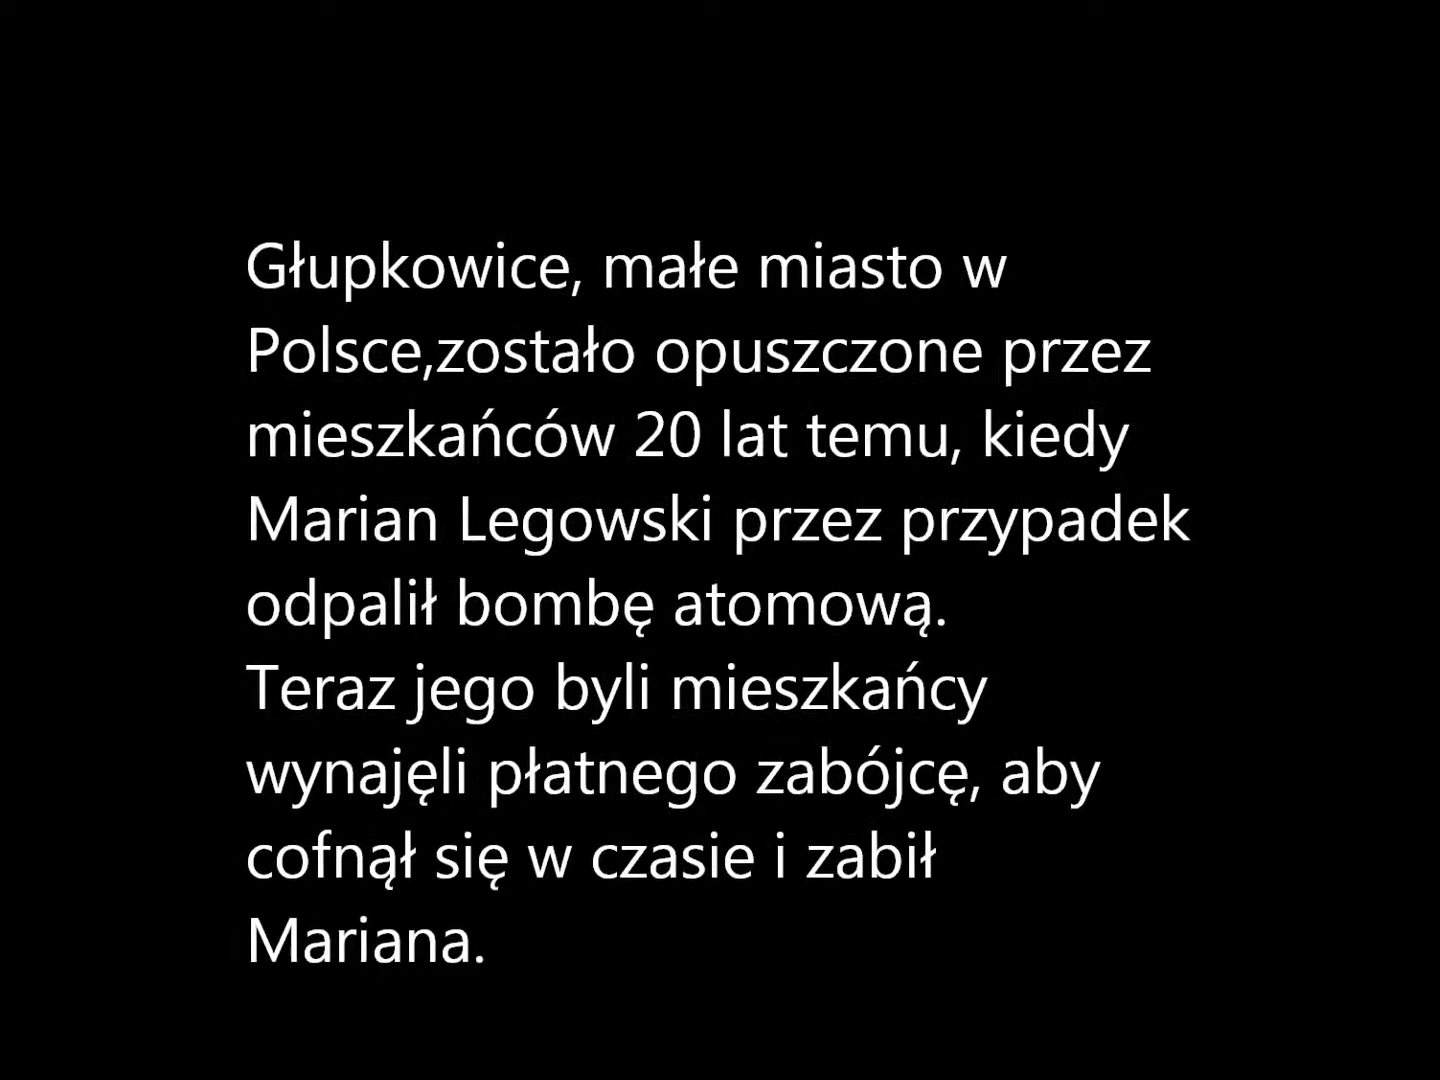 Głupkowice, małe miasto w
Polsce,zostało opuszczone przez
mieszkańców 20 lat temu, kiedy
Marian Legowski przez przypadek
odpalił bombę atomową.
Teraz jego byli mieszkańcy
wynajęli płatnego zabójcę, aby
cofnął się w czasie i zabił
Mariana.